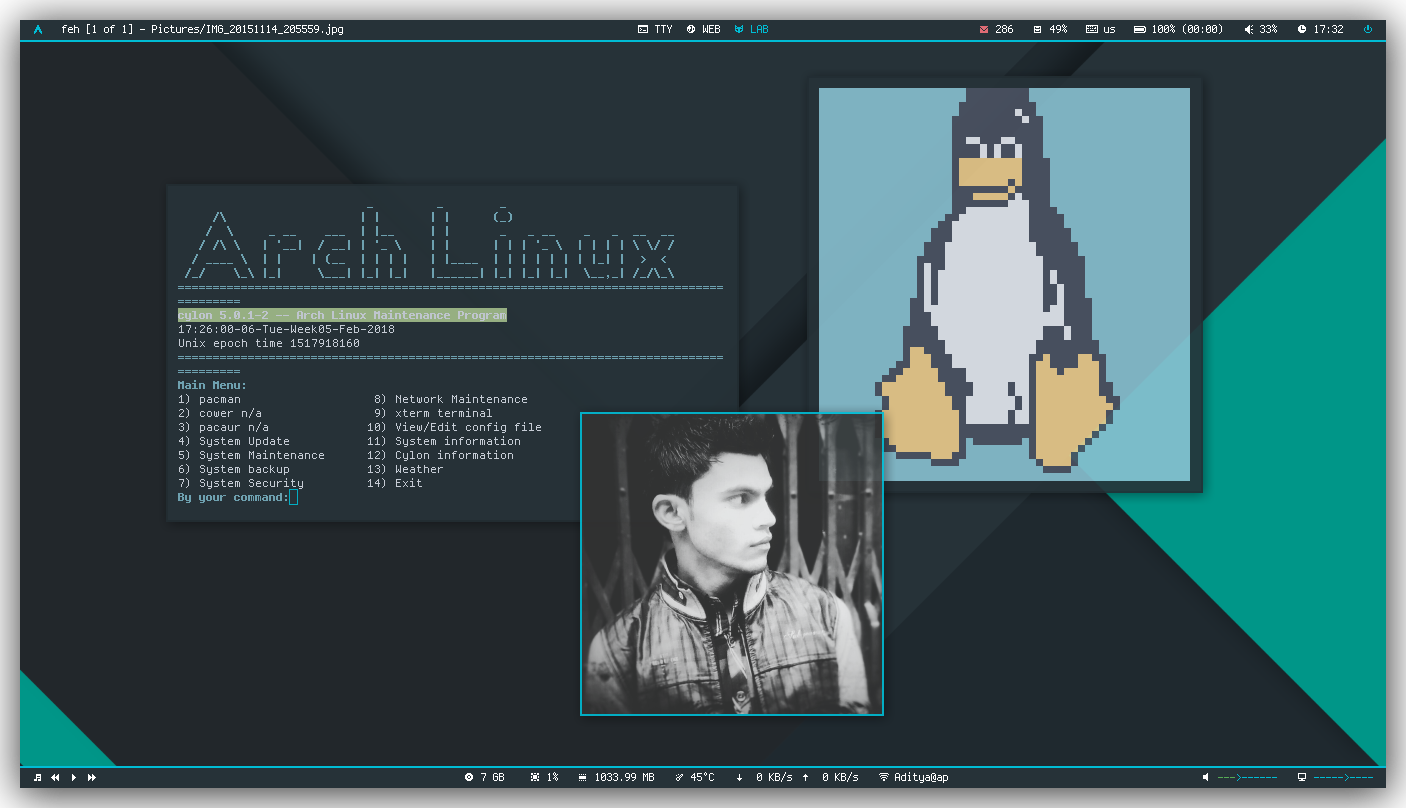 feh [1 of 1] - Pictures/IMG_20151114_205559.jpg
TTY WEB LAB
286 49% us 100% (00:00) 33% 17:32
Arch Linux
==============================================================================
=========
cylon 5.0.1-2 -- Arch Linux Maintenance Program
17:26:00-06-Tue-Week05-Feb-2018
Unix epoch time 1517918160
==============================================================================
=========
Main Menu:
1) pacman 8) Network Maintenance
2) cower n/a 9) xterm terminal
3) pacaur n/a 10) View/Edit config file
4) System Update 11) System information
5) System Maintenance 12) Cylon information
6) System backup 13) Weather
7) System Security 14) Exit
By your command:
7 GB 1% 1033.99 MB 45°C ↓ 0 KB/s ↑ 0 KB/s Aditya@ap
--->------ ----->----